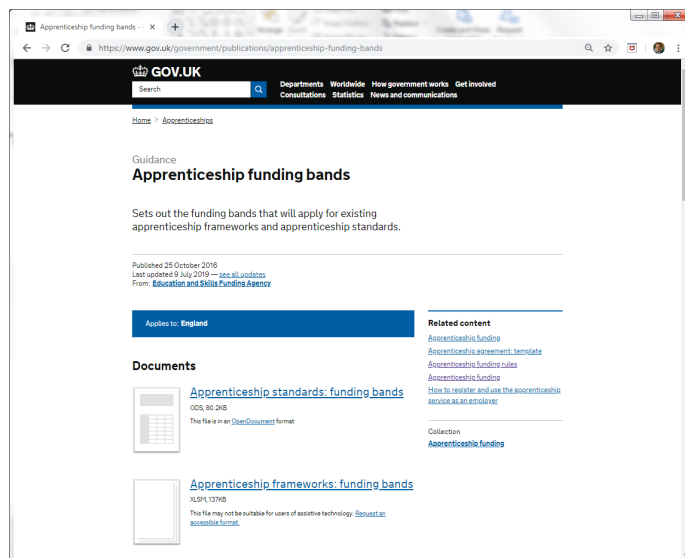 Apprenticeship funding bands -
https://www.gov.uk/government/publications/apprenticeship-funding-bands
GOV.UK
Search
Departments Worldwide How government works Get involved
Consultations Statistics News and communications
Home > Apprenticeships
Guidance
Apprenticeship funding bands
Sets out the funding bands that will apply for existing
apprenticeship frameworks and apprenticeship standards.
Published 25 October 2016
Last updated 9 July 2019 — see all updates
From: Education and Skills Funding Agency
Applies to: England
Documents
Apprenticeship standards: funding bands
ODS, 80.2KB
This file is in an OpenDocument format
Apprenticeship frameworks: funding bands
XLSM, 137KB
This file may not be suitable for users of assistive technology. Request an
accessible format.
Related content
Apprenticeship funding
Apprenticeship agreement: template
Apprenticeship funding rules
Apprenticeship funding
How to register and use the apprenticeship
service as an employer
Collection
Apprenticeship funding